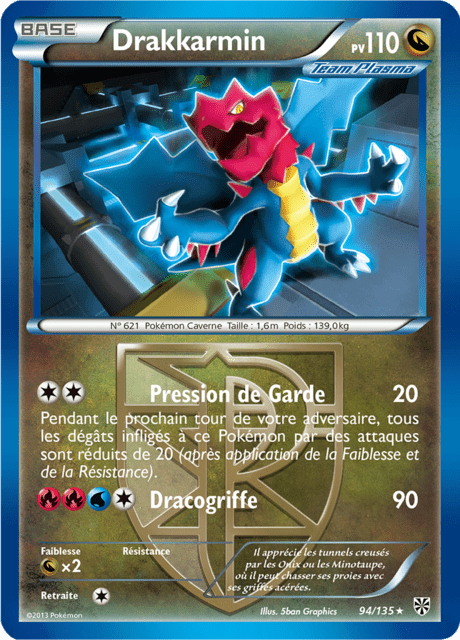 BASE
Drakkarmin
PV110
Team Plasma
N° 621 Pokémon Caverne Taille : 1,6m Poids : 139,0kg
Pression de Garde 20
Pendant le prochain tour de votre adversaire, tous
les dégâts infligés à ce Pokémon par des attaques
sont réduits de 20 (après application de la Faiblesse et
de la Résistance).
Dracogriffe 90
Faiblesse
Résistance
×2
Retraite
Il apprécie les tunnels creusés
par les Onix ou les Minotaupe,
où il peut chasser ses proies avec
ses griffes acérées.
©2013 Pokémon
Illus. 5ban Graphics
94/135 ★